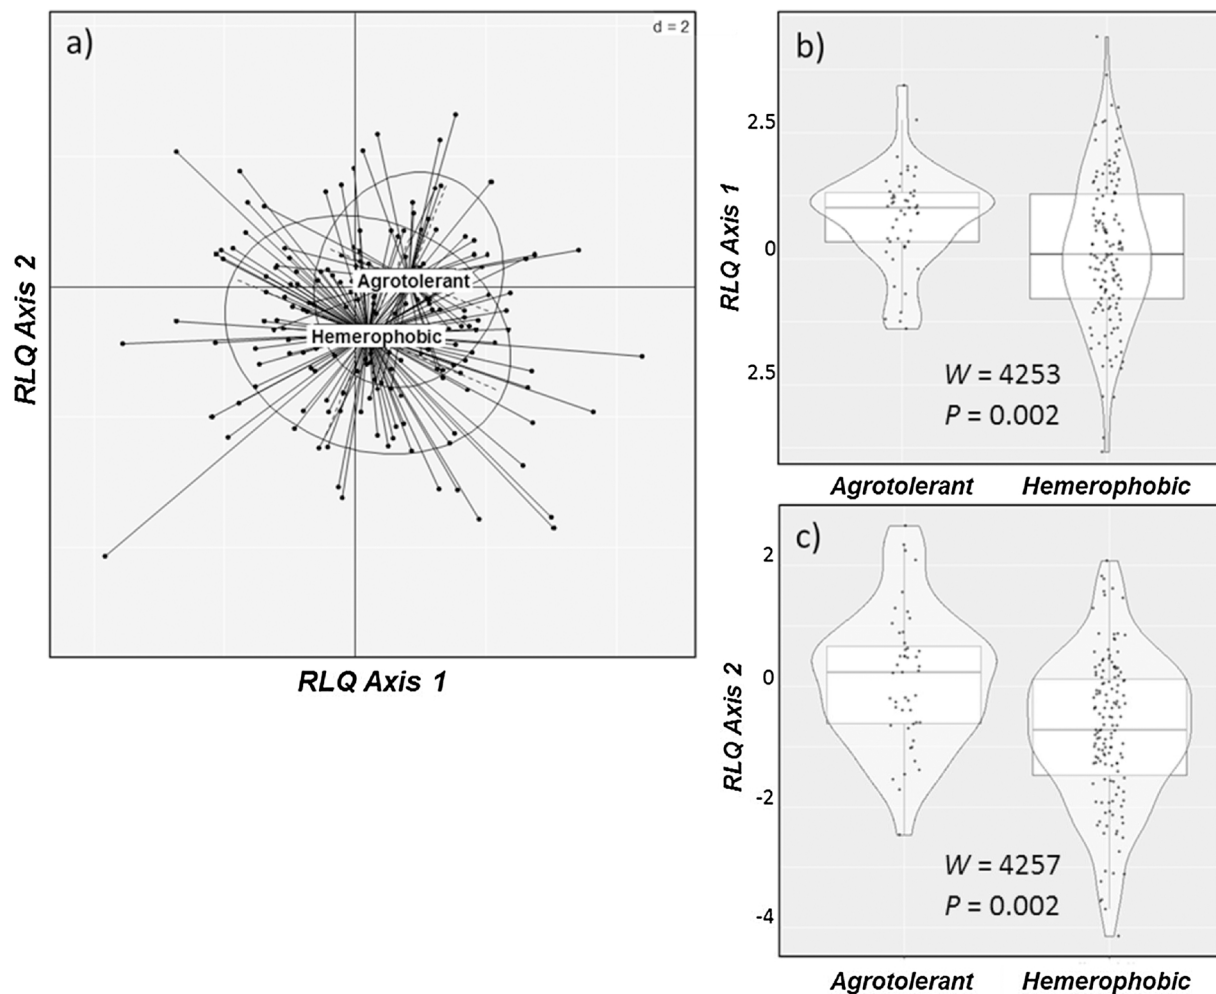 a)
d = 2
Agrotolerant
Hemerophobic
RLQ Axis 2
RLQ Axis 1
b)
2.5
0
2.5
RLQ Axis 1
W = 4253
P = 0.002
Agrotolerant Hemerophobic
c)
2
0
-2
-4
RLQ Axis 2
W = 4257
P = 0.002
Agrotolerant Hemerophobic